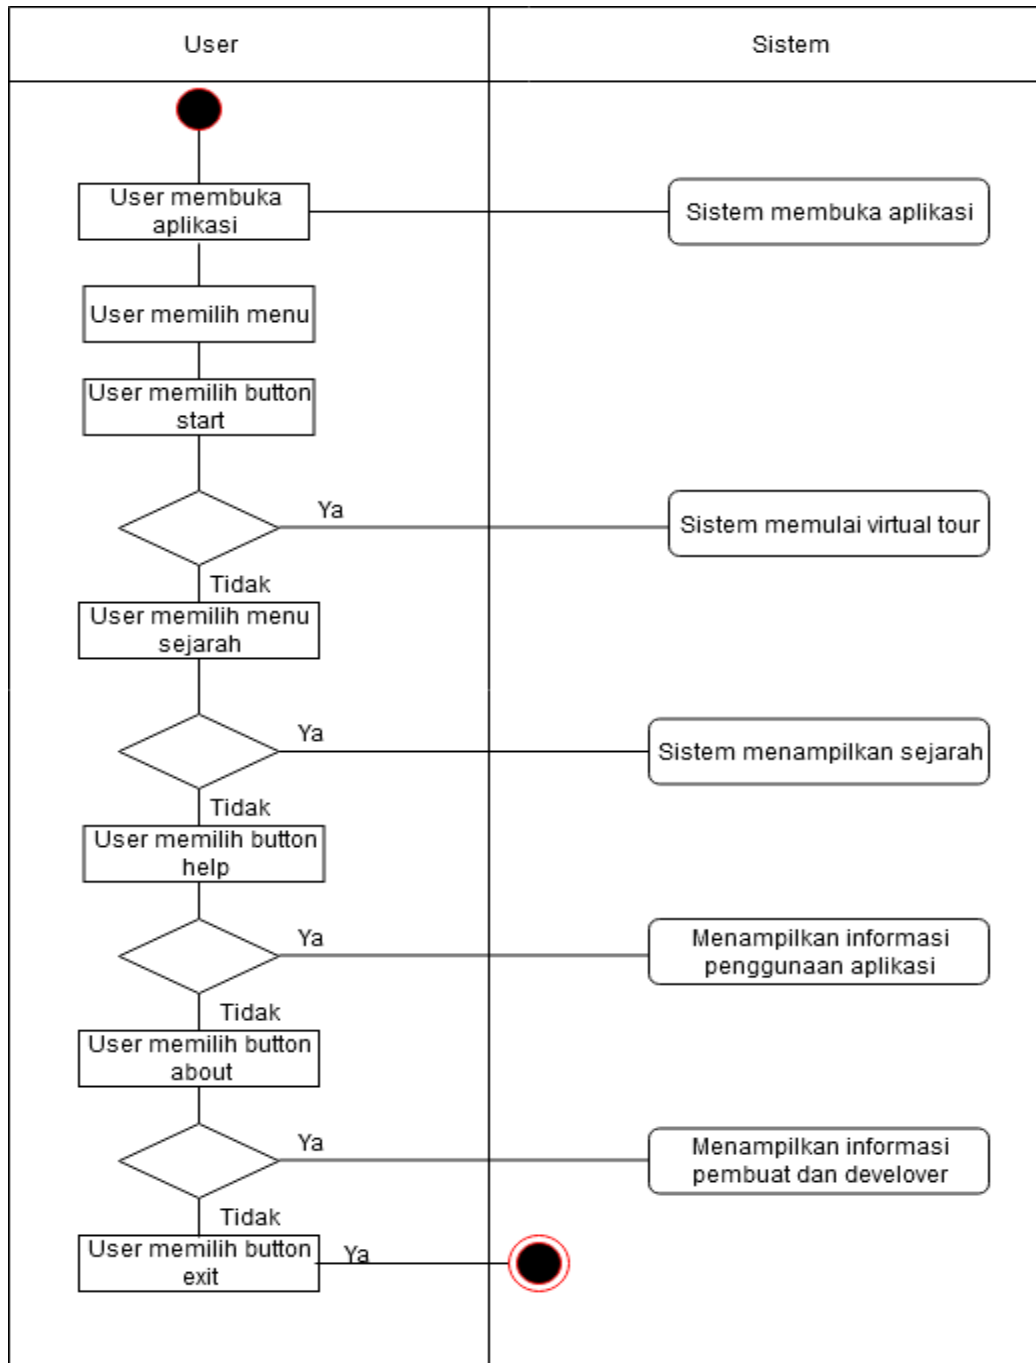 User
Sistem
User membuka
aplikasi
Sistem membuka aplikasi
User memilih menu
User memilih button
start
Ya
Sistem memulai virtual tour
Tidak
User memilih menu
sejarah
Ya
Sistem menampilkan sejarah
Tidak
User memilih button
help
Ya
Menampilkan informasi
penggunaan aplikasi
Tidak
User memilih button
about
Ya
Menampilkan informasi
pembuat dan develover
Tidak
User memilih button
exit
Ya